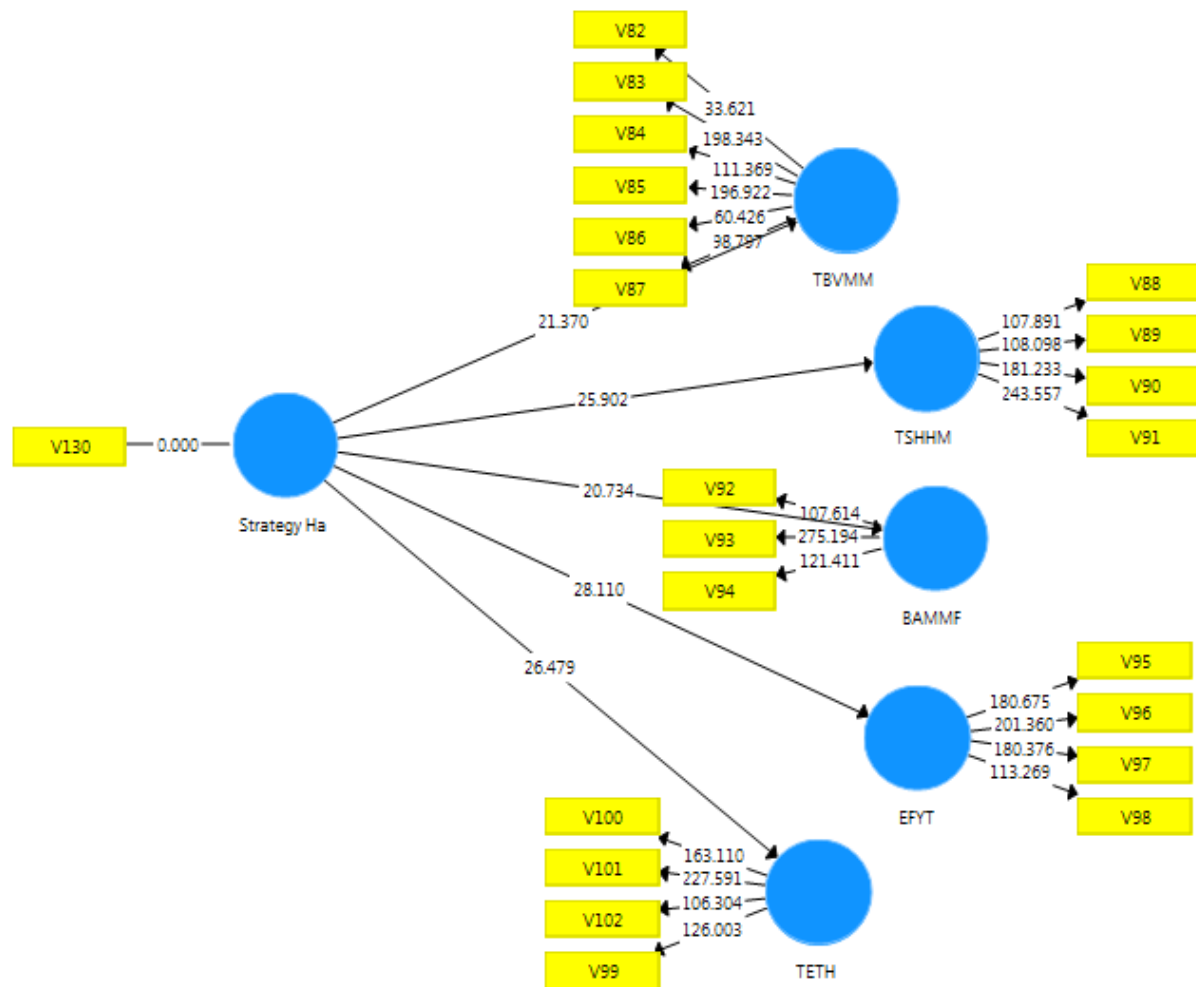 V82
V83
V84
V85
V86
V87
33.621
198.343
111.369
196.922
60.426
98.797
TBVMM
21.370
V88
V89
V90
V91
107.891
108.098
181.233
243.557
TSHHM
25.902
V130
0.000
Strategy Ha
20.734
V92
V93
V94
107.614
275.194
121.411
BAMMF
28.110
26.479
V95
V96
V97
V98
180.675
201.360
180.376
113.269
EFYT
V100
V101
V102
V99
163.110
227.591
106.304
126.003
TETH